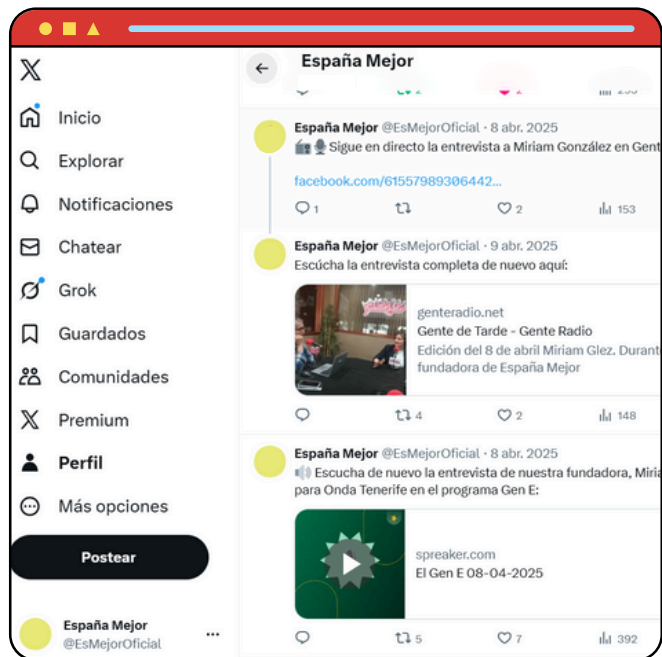 España Mejor
Inicio
Explorar
Notificaciones
Chatear
Grok
Guardados
Comunidades
Premium
Perfil
Más opciones
Postear
España Mejor
@EsMejorOficial
España Mejor @EsMejorOficial · 8 abr. 2025
Sigue en directo la entrevista a Miriam González en Gent
facebook.com/61557989306442...
1 2 153
España Mejor @EsMejorOficial · 9 abr. 2025
Escúcha la entrevista completa de nuevo aquí:
genteradio.net
Gente de Tarde - Gente Radio
Edición del 8 de abril Miriam Glez. Durant
fundadora de España Mejor
4 2 148
España Mejor @EsMejorOficial · 8 abr. 2025
Escucha de nuevo la entrevista de nuestra fundadora, Miria
para Onda Tenerife en el programa Gen E:
spreaker.com
El Gen E 08-04-2025
5 7 392